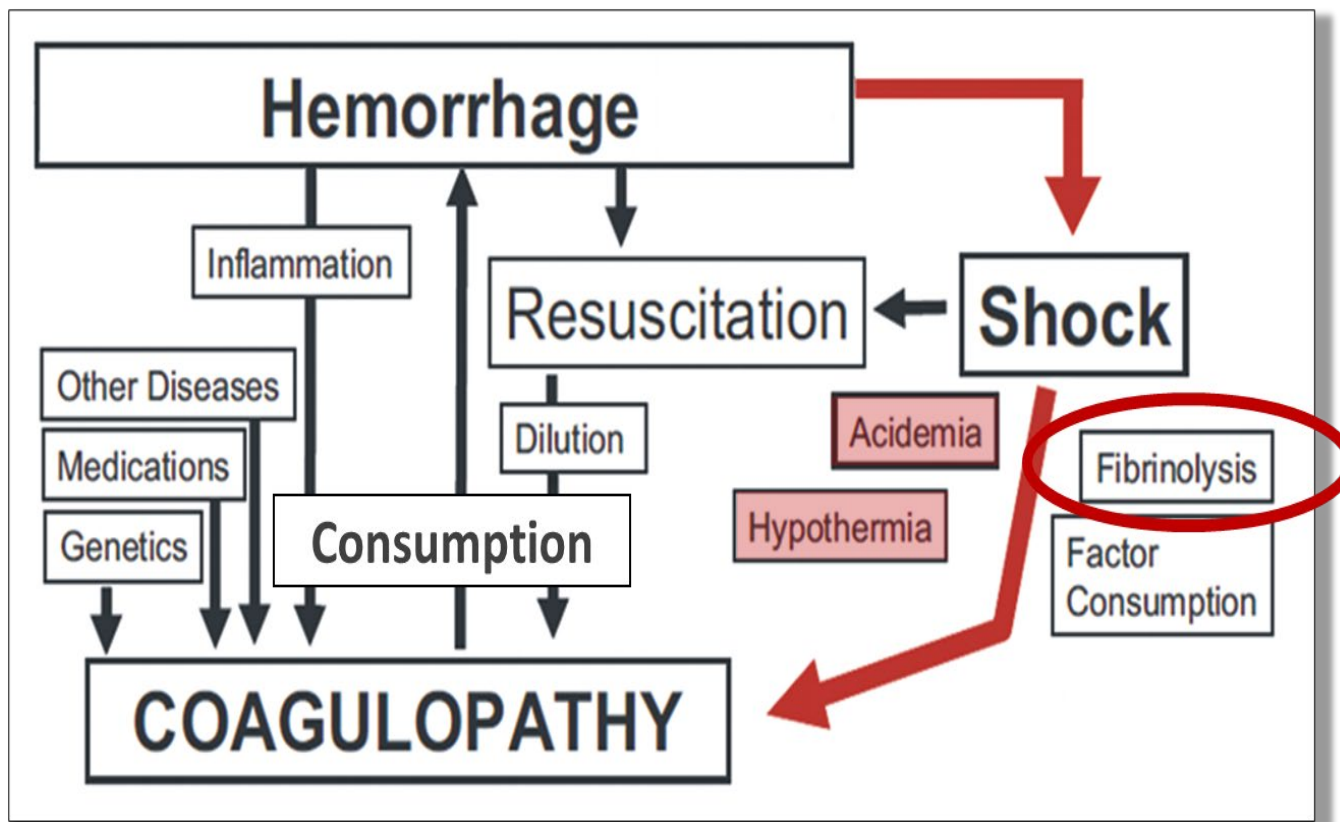 Hemorrhage
Inflammation
Resuscitation
Shock
Other Diseases
Medications
Genetics
Dilution
Acidemia
Hypothermia
Fibrinolysis
Consumption
Factor
Consumption
COAGULOPATHY